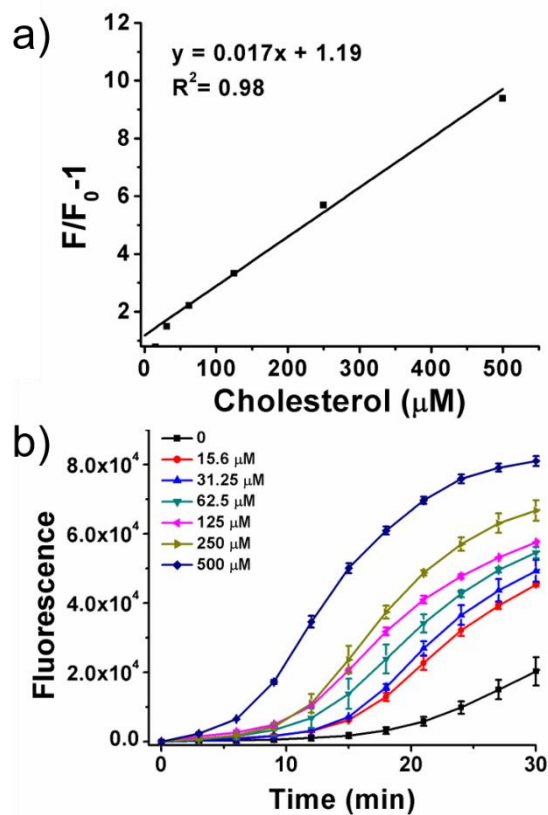 a)
y = 0.017x + 1.19
R²= 0.98
12
10
8
6
4
2
F/F₀-1
0 100 200 300 400 500
Cholesterol (μM)
b)
0
15.6 μM
31.25 μM
62.5 μM
125 μM
250 μM
500 μM
8.0x10⁴
6.0x10⁴
4.0x10⁴
2.0x10⁴
0.0
Fluorescence
0 10 20 30
Time (min)